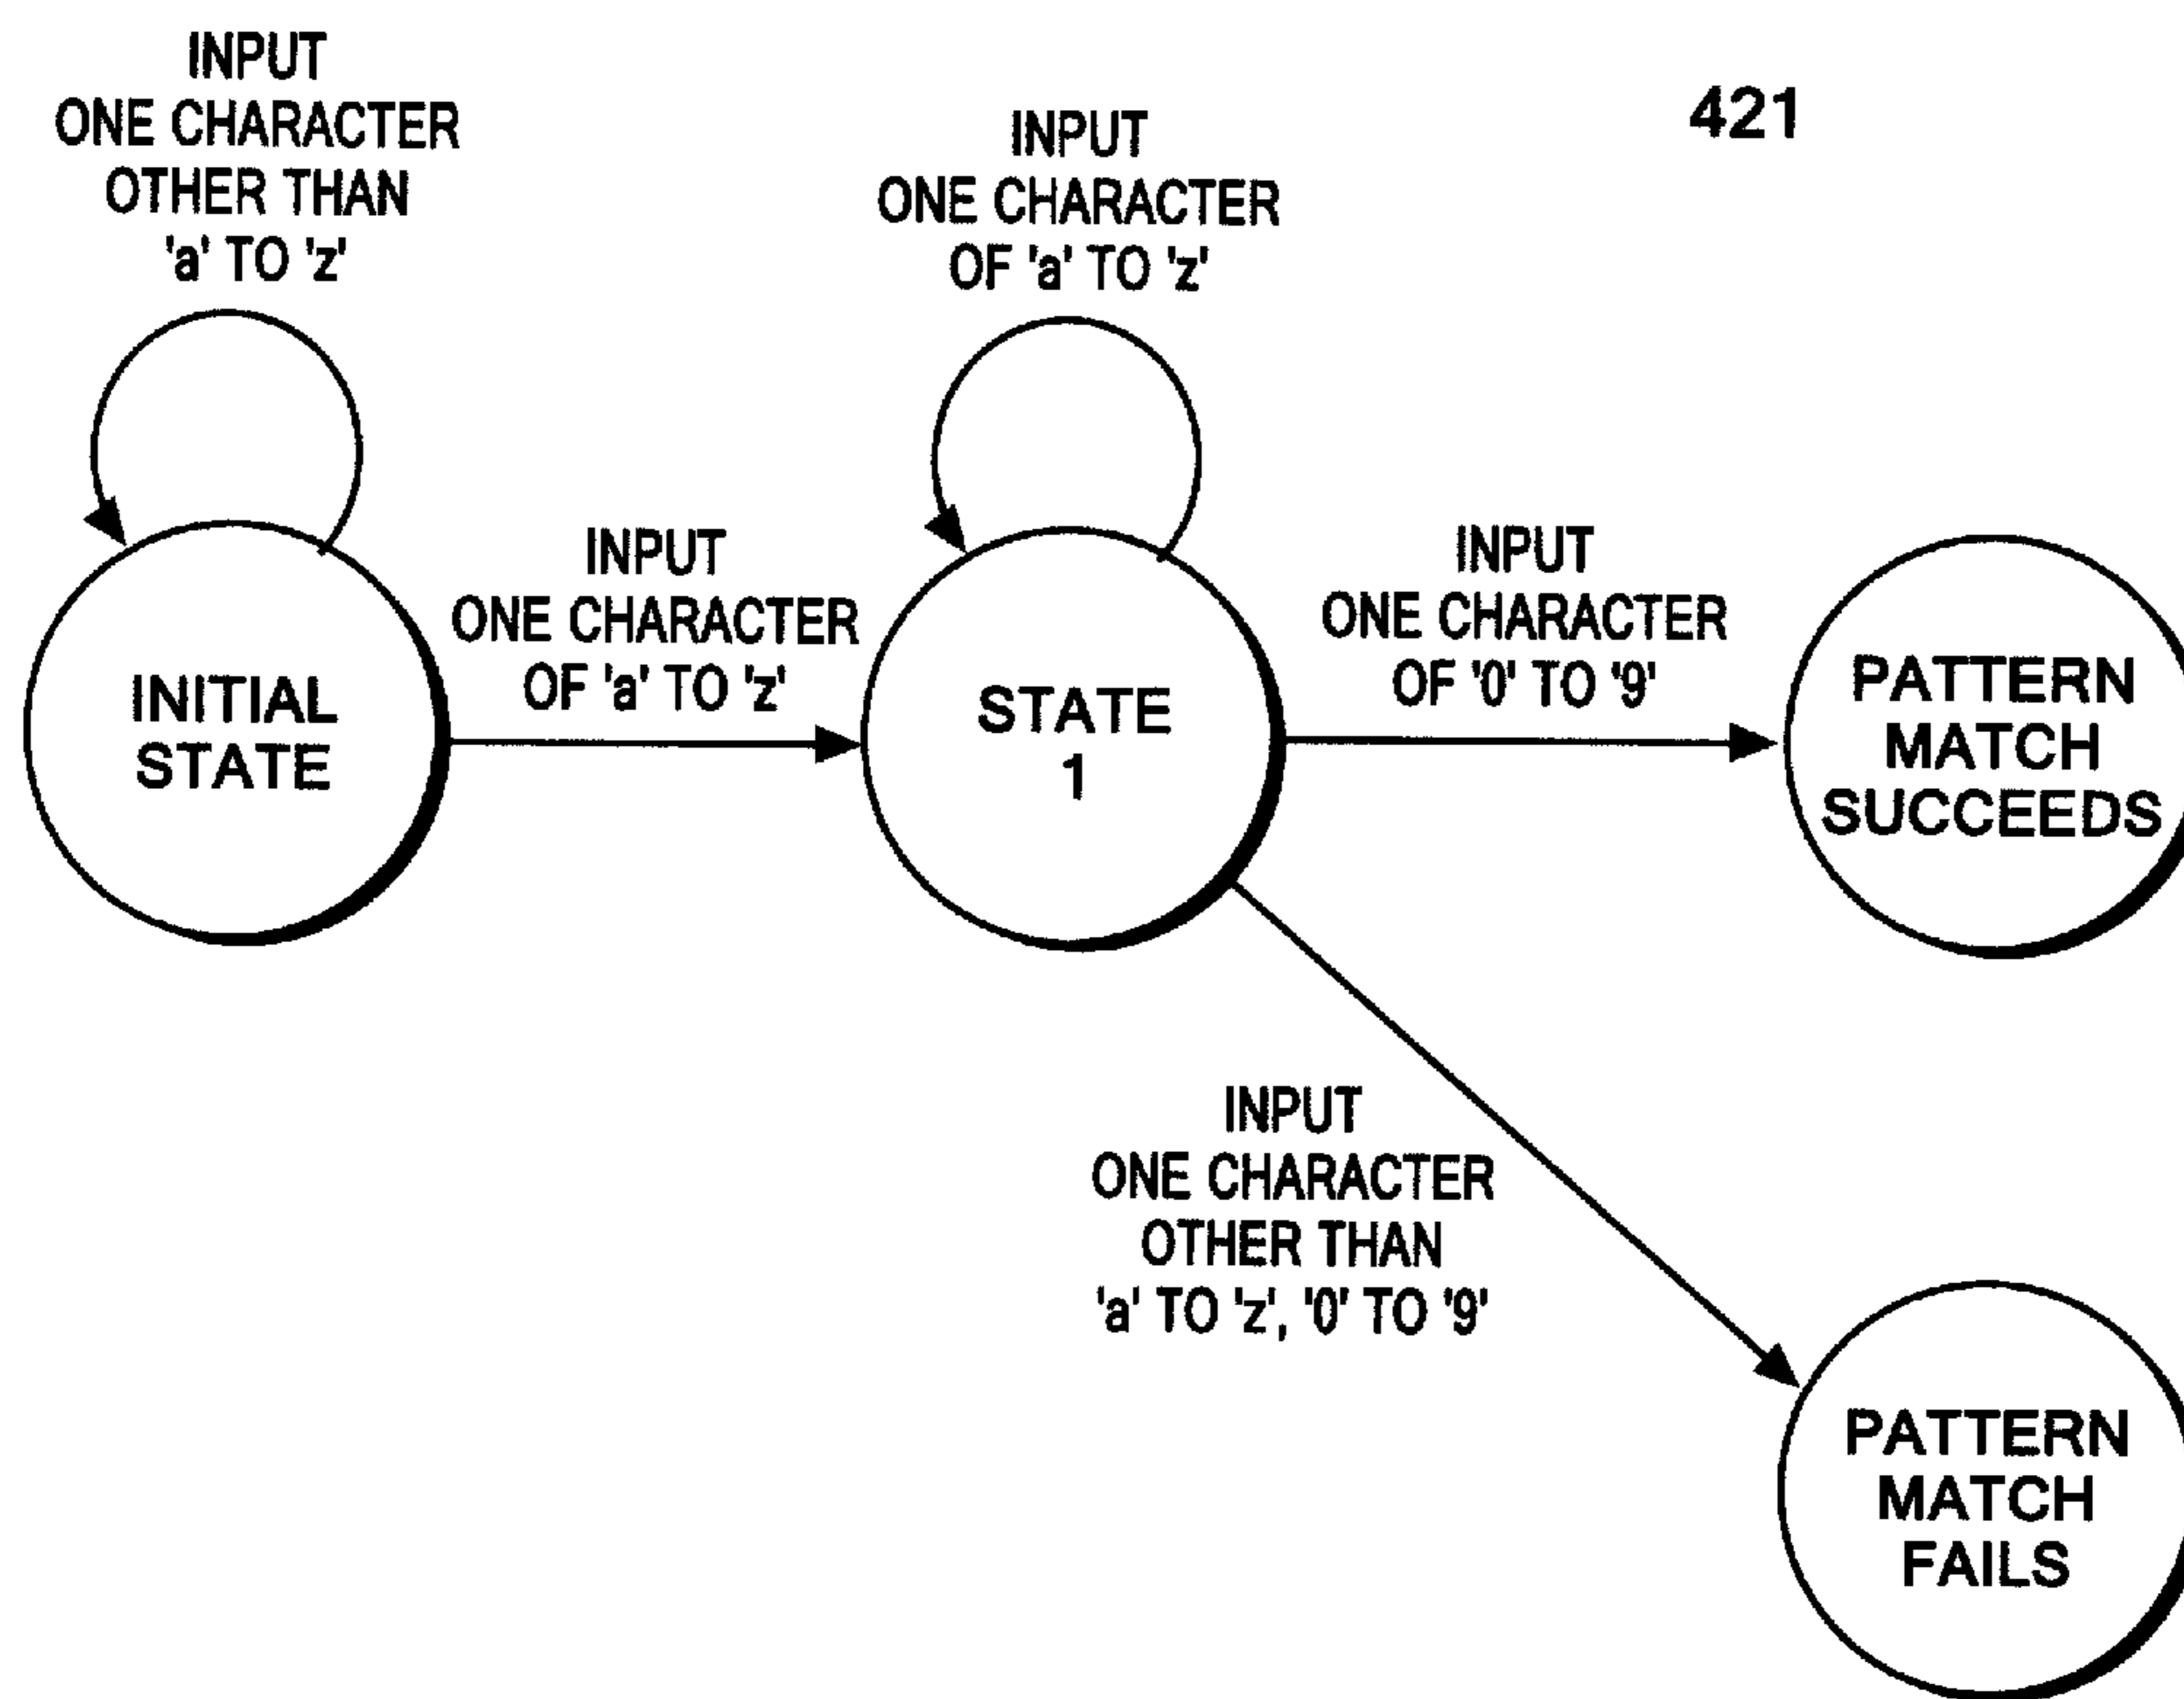 INPUT
ONE CHARACTER
OTHER THAN
'a' TO 'z'
INPUT
ONE CHARACTER
OF 'a' TO 'z'
421
INITIAL
STATE
INPUT
ONE CHARACTER
OF 'a' TO 'z'
STATE
1
INPUT
ONE CHARACTER
OF '0' TO '9'
PATTERN
MATCH
SUCCEEDS
INPUT
ONE CHARACTER
OTHER THAN
'a' TO 'z', '0' TO '9'
PATTERN
MATCH
FAILS